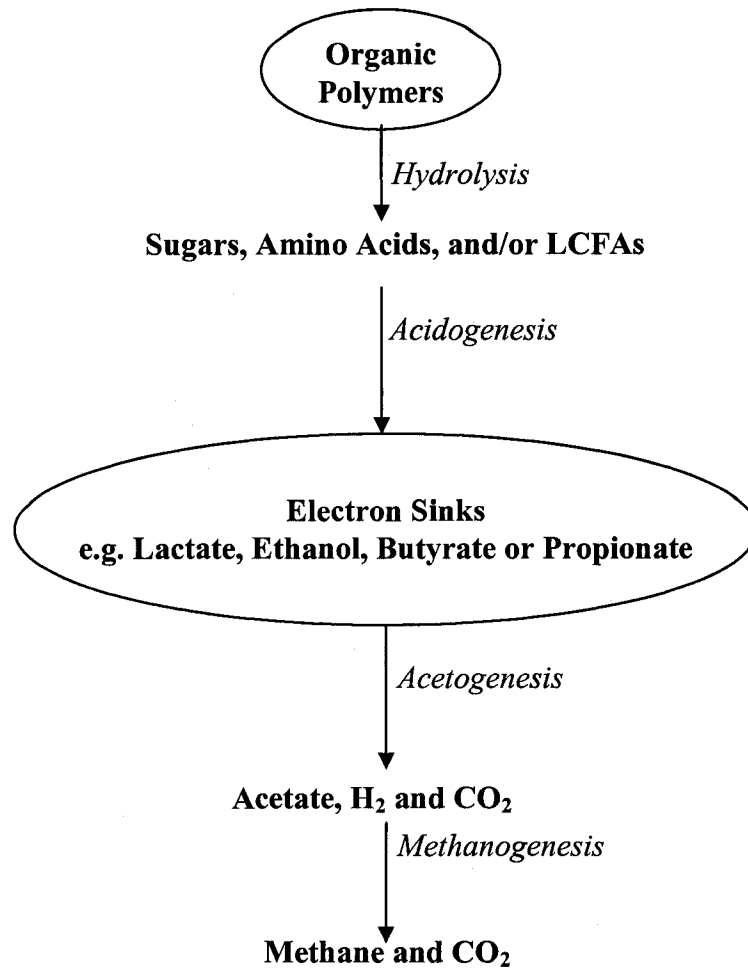 Organic
Polymers
Hydrolysis
Sugars, Amino Acids, and/or LCFAs
Acidogenesis
Electron Sinks
e.g. Lactate, Ethanol, Butyrate or Propionate
Acetogenesis
Acetate, H₂ and CO₂
Methanogenesis
Methane and CO₂